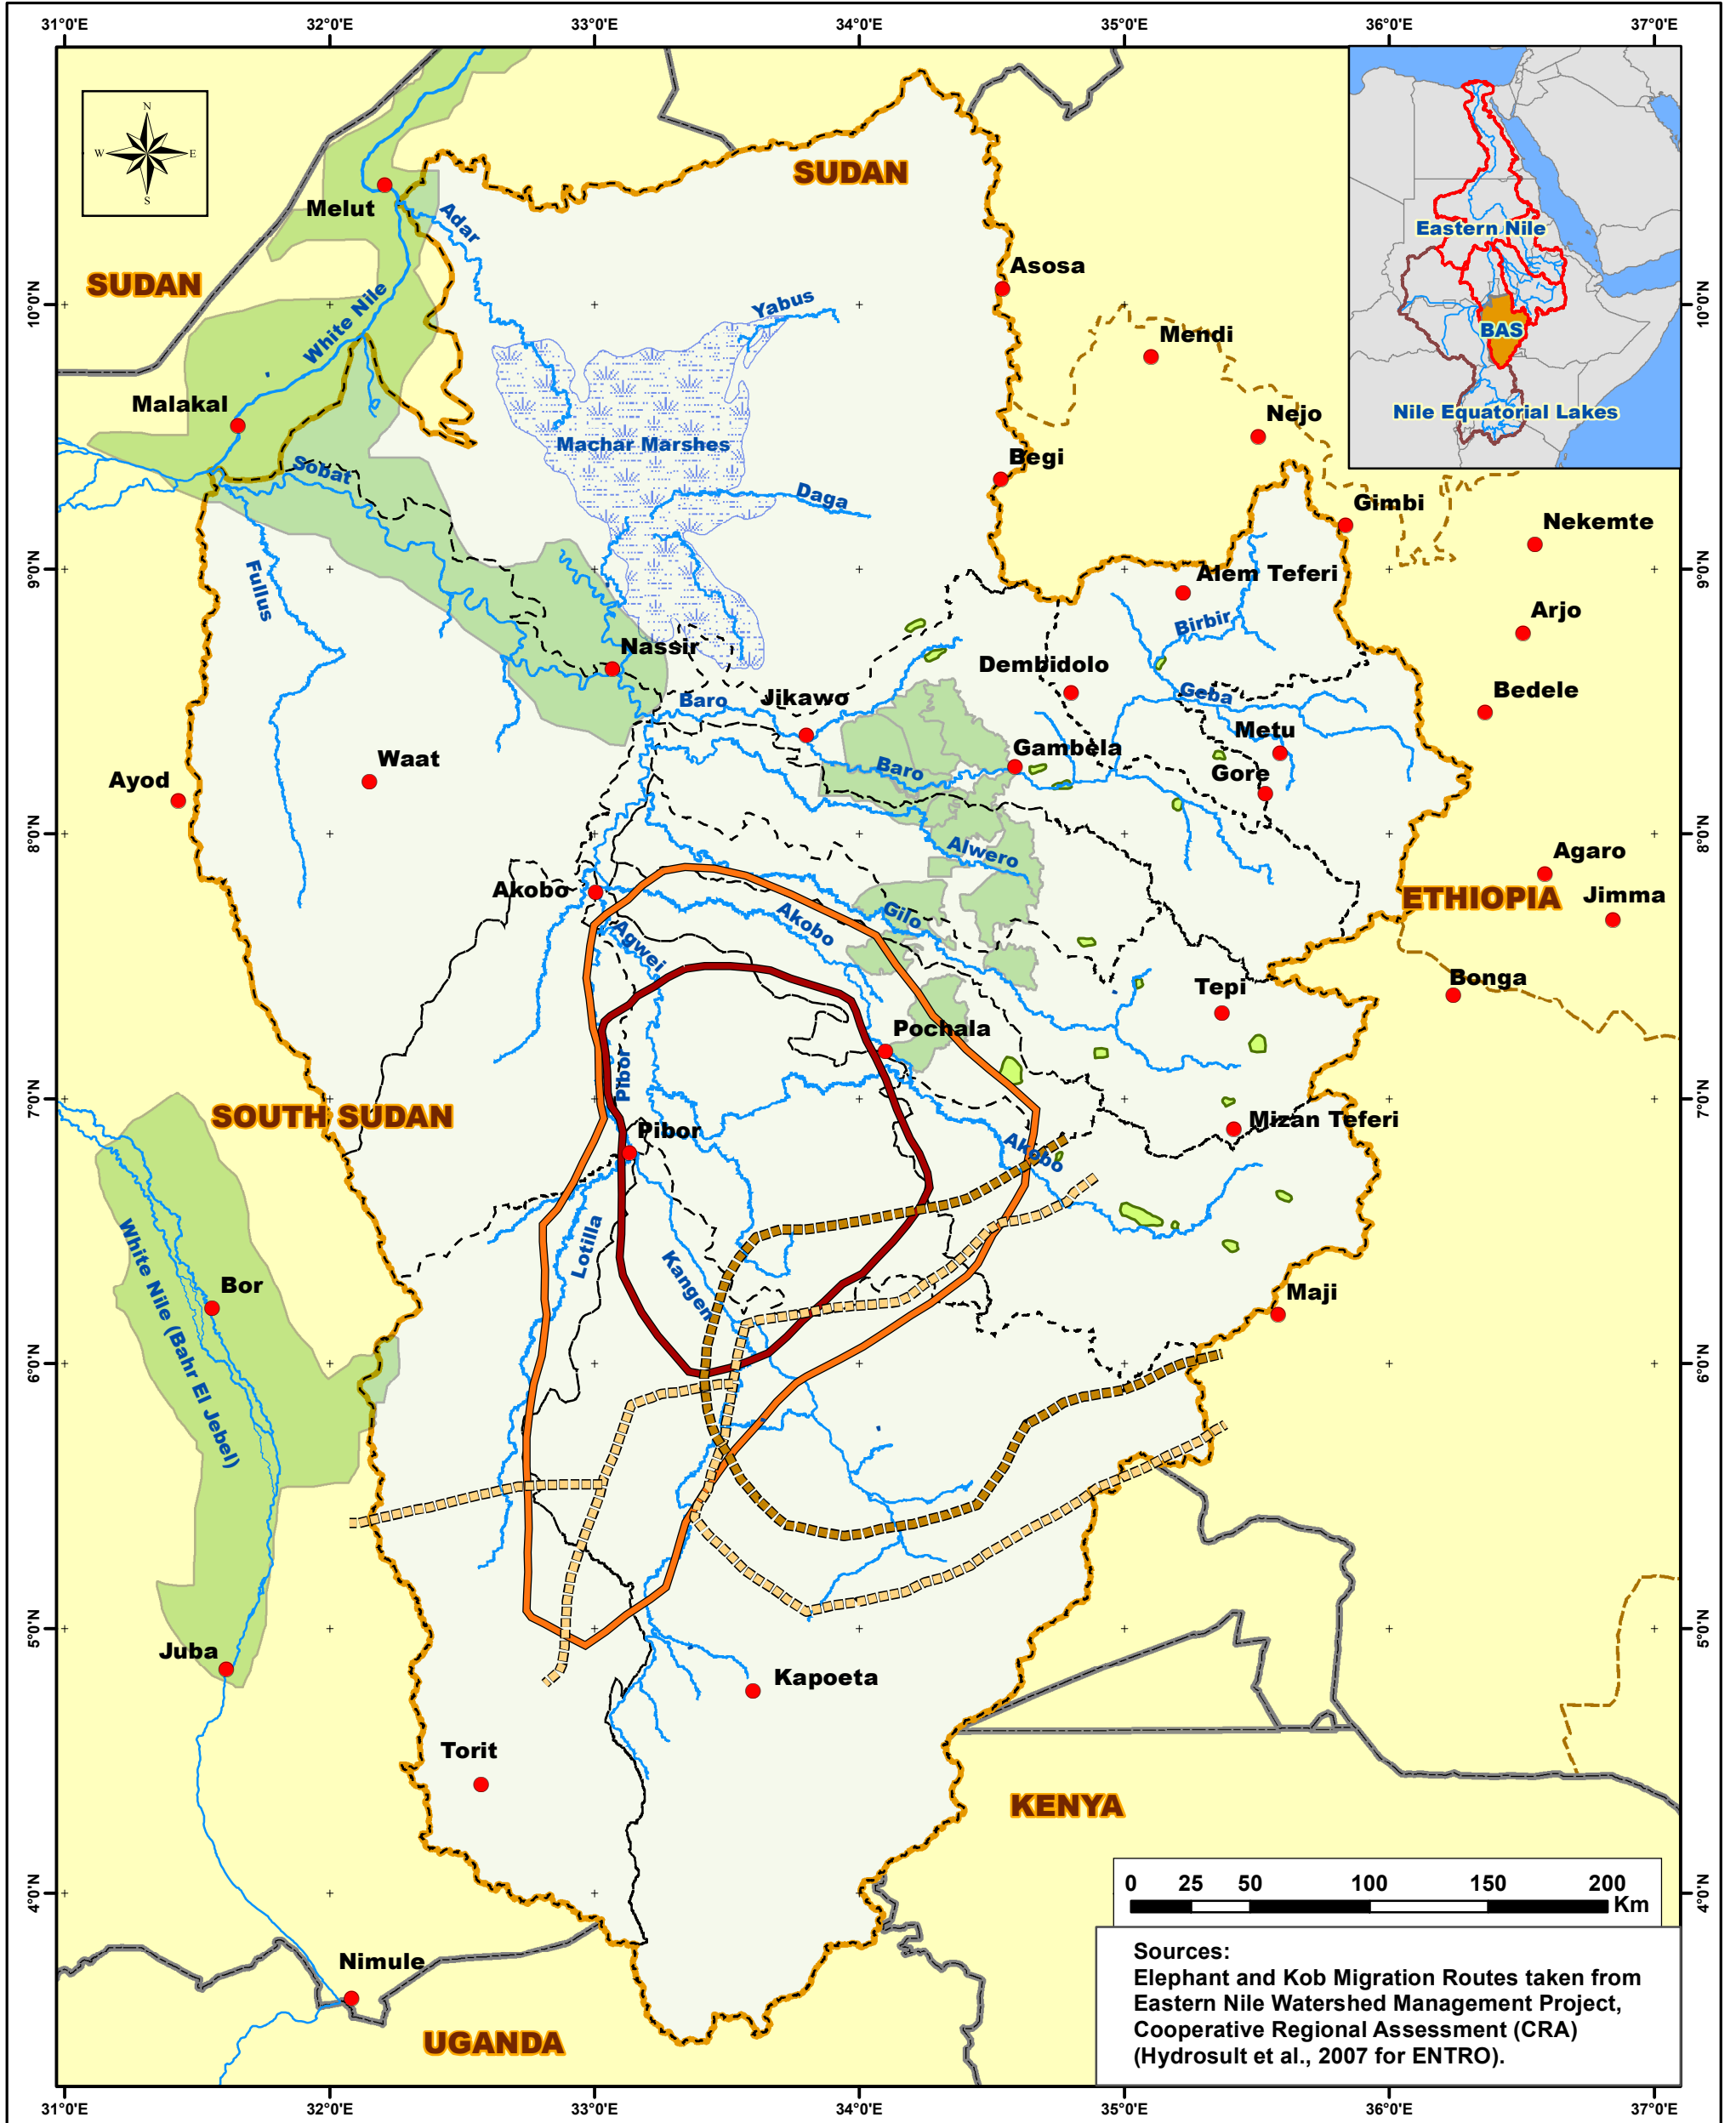 31°0'E
32°0'E
33°0'E
34°0'E
35°0'E
36°0'E
37°0'E
N
W
E
S
SUDAN
Melut
Adar
Eastern Nile
SUDAN
Asosa
10°0'N
10°0'N
Yabus
BAS
White Nile
Mendi
Malakal
Nejo
Nile Equatorial Lakes
Machar Marshes
Begi
Sobat
Daga
Gimbi
Nekemte
9°0'N
9°0'N
Fullus
Alem Teferi
Arjo
Birbir
Nassir
Dembidolo
Bedele
Geba
Baro
Jikawo
Metu
Gambela
Waat
Baro
Gore
Ayod
8°0'N
8°0'N
Alwero
Agaro
Akobo
ETHIOPIA
Jimma
Akobo
Gilo
Agwei
Bonga
Tepi
Pochala
Pibor
7°0'N
7°0'N
SOUTH SUDAN
Pibor
Mizan Teferi
Akobo
Lotilla
White Nile (Bahr El Jebel)
Kangen
Bor
Maji
6°0'N
6°0'N
5°0'N
5°0'N
Juba
Kapoeta
Torit
KENYA
4°0'N
4°0'N
0 25 50 100 150 200
Km
Nimule
UGANDA
Sources:
Elephant and Kob Migration Routes taken from
Eastern Nile Watershed Management Project,
Cooperative Regional Assessment (CRA)
(Hydrosult et al., 2007 for ENTRO).
31°0'E
32°0'E
33°0'E
34°0'E
35°0'E
36°0'E
37°0'E